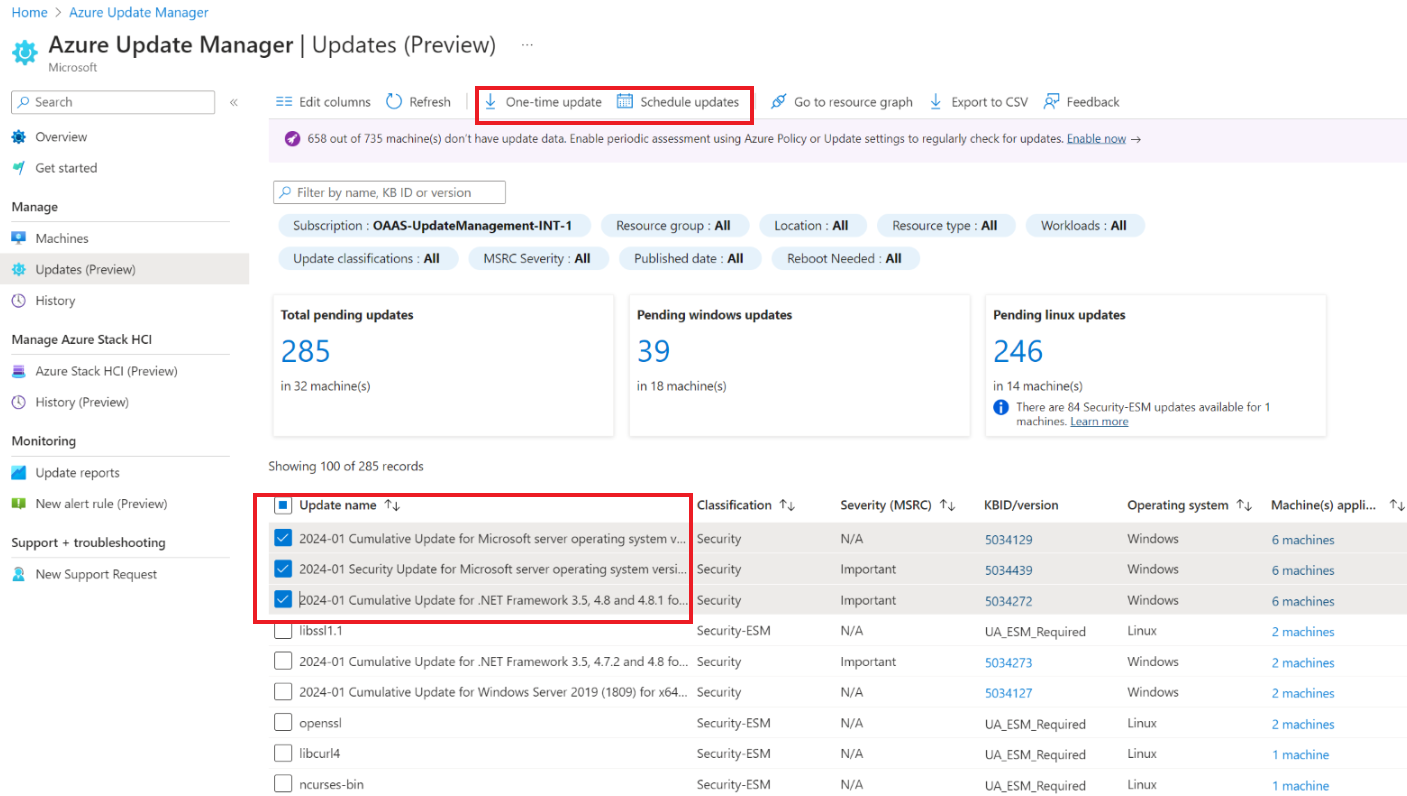 Home > Azure Update Manager
Azure Update Manager | Updates (Preview) ...
Microsoft
Search «
Overview
Get started
Manage
Machines
Updates (Preview)
History
Manage Azure Stack HCI
Azure Stack HCI (Preview)
History (Preview)
Monitoring
Update reports
New alert rule (Preview)
Support + troubleshooting
New Support Request
Edit columns Refresh | One-time update Schedule updates Go to resource graph Export to CSV Feedback
658 out of 735 machine(s) don't have update data. Enable periodic assessment using Azure Policy or Update settings to regularly check for updates. Enable now →
Filter by name, KB ID or version
Subscription : OAAS-UpdateManagement-INT-1 Resource group : All Location : All Resource type : All Workloads : All
Update classifications : All MSRC Severity : All Published date : All Reboot Needed : All
Total pending updates
285
in 32 machine(s)
Pending windows updates
39
in 18 machine(s)
Pending linux updates
246
in 14 machine(s)
There are 84 Security-ESM updates available for 1
machines. Learn more
Showing 100 of 285 records
Update name ↑↓ Classification ↑↓ Severity (MSRC) ↑↓ KBID/version Operating system ↑↓ Machine(s) appli... ↑↓
2024-01 Cumulative Update for Microsoft server operating system v... Security N/A 5034129 Windows 6 machines
2024-01 Security Update for Microsoft server operating system versi... Security Important 5034439 Windows 6 machines
2024-01 Cumulative Update for .NET Framework 3.5, 4.8 and 4.8.1 fo... Security Important 5034272 Windows 6 machines
libssl1.1 Security-ESM N/A UA_ESM_Required Linux 2 machines
2024-01 Cumulative Update for .NET Framework 3.5, 4.7.2 and 4.8 fo... Security Important 5034273 Windows 2 machines
2024-01 Cumulative Update for Windows Server 2019 (1809) for x64... Security N/A 5034127 Windows 2 machines
openssl Security-ESM N/A UA_ESM_Required Linux 2 machines
libcurl4 Security-ESM N/A UA_ESM_Required Linux 1 machine
ncurses-bin Security-ESM N/A UA_ESM_Required Linux 1 machine